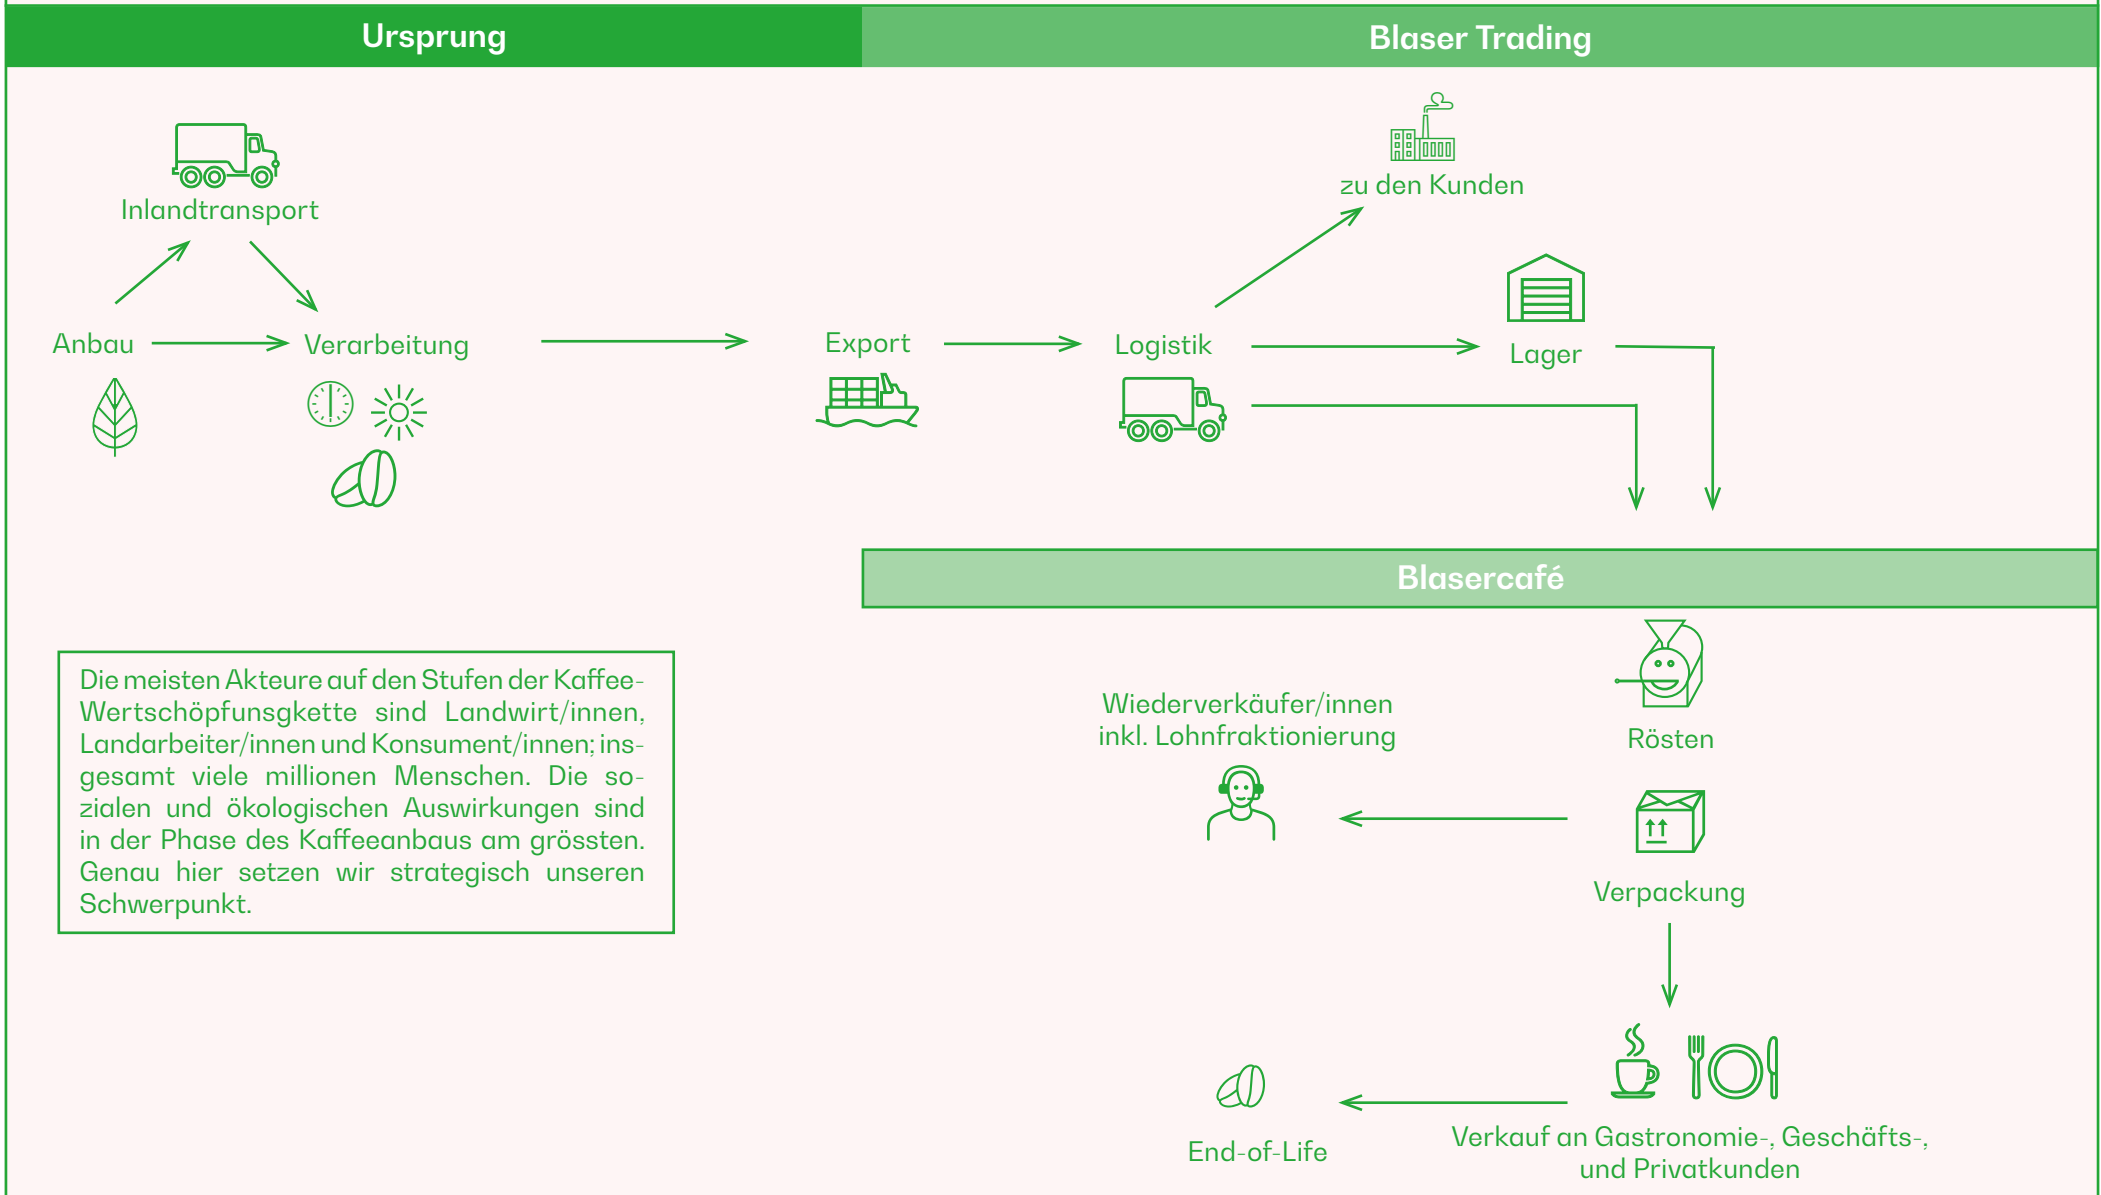 Ursprung
Blaser Trading
zu den Kunden
Inlandtransport
Anbau
Verarbeitung
Export
Logistik
Lager
Blasercafé
Die meisten Akteure auf den Stufen der Kaffee-
Wertschöpfunsgkette sind Landwirt/innen,
Landarbeiter/innen und Konsument/innen; ins-
gesamt viele millionen Menschen. Die so-
zialen und ökologischen Auswirkungen sind
in der Phase des Kaffeeanbaus am grössten.
Genau hier setzen wir strategisch unseren
Schwerpunkt.
Wiederverkäufer/innen
inkl. Lohnfraktionierung
Rösten
Verpackung
End-of-Life
Verkauf an Gastronomie-, Geschäfts-,
und Privatkunden